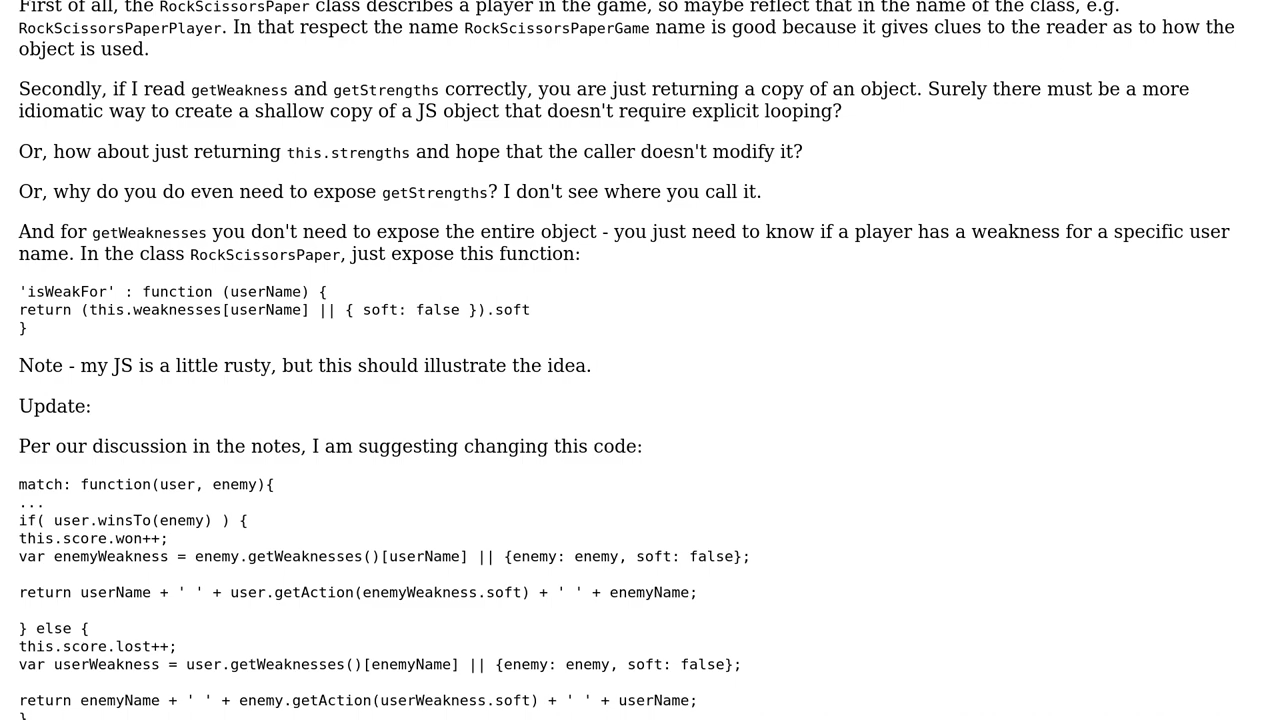 First of all, the RockScissorsPaper class describes a player in the game, so maybe reflect that in the name of the class, e.g.
RockScissorsPaperPlayer. In that respect the name RockScissorsPaperGame name is good because it gives clues to the reader as to how the
object is used.
Secondly, if I read getWeakness and getStrengths correctly, you are just returning a copy of an object. Surely there must be a more
idiomatic way to create a shallow copy of a JS object that doesn't require explicit looping?
Or, how about just returning this.strengths and hope that the caller doesn't modify it?
Or, why do you do even need to expose getStrengths? I don't see where you call it.
And for getWeaknesses you don't need to expose the entire object - you just need to know if a player has a weakness for a specific user
name. In the class RockScissorsPaper, just expose this function:
'isWeakFor' : function (userName) {
return (this.weaknesses[userName] || { soft: false }).soft
}
Note - my JS is a little rusty, but this should illustrate the idea.
Update:
Per our discussion in the notes, I am suggesting changing this code:
match: function(user, enemy){
...
if( user.winsTo(enemy) ) {
this.score.won++;
var enemyWeakness = enemy.getWeaknesses()[userName] || {enemy: enemy, soft: false};
return userName + ' ' + user.getAction(enemyWeakness.soft) + ' ' + enemyName;
} else {
this.score.lost++;
var userWeakness = user.getWeaknesses()[enemyName] || {enemy: enemy, soft: false};
return enemyName + ' ' + enemy.getAction(userWeakness.soft) + ' ' + userName;
}